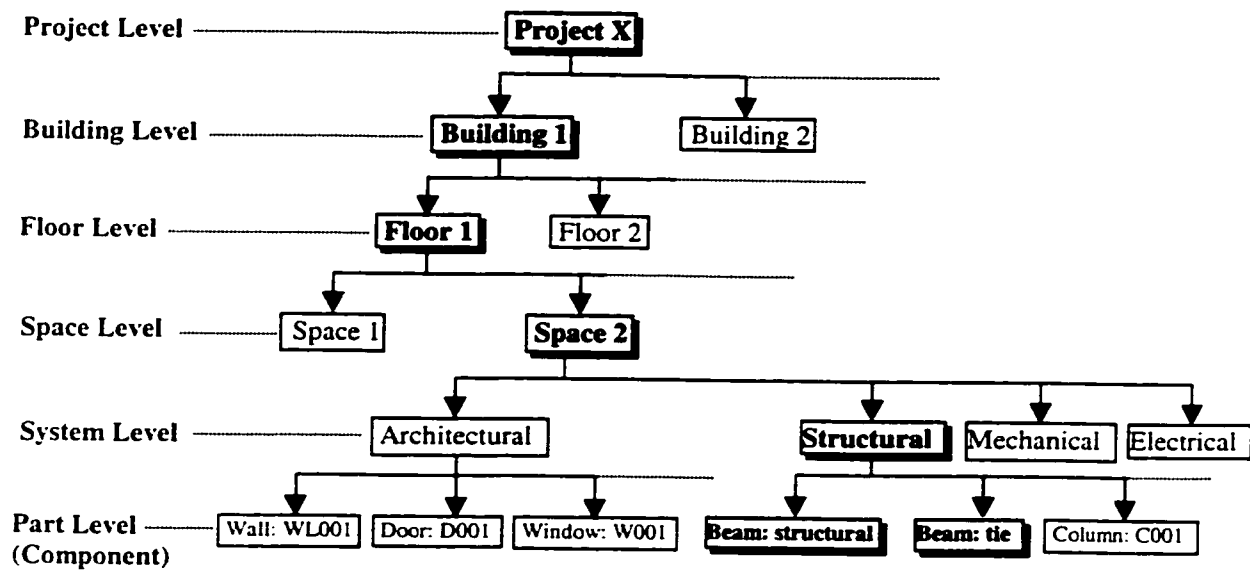 Project Level
Project X
Building Level
Building 1
Building 2
Floor Level
Floor 1
Floor 2
Space Level
Space 1
Space 2
System Level
Architectural
Structural
Mechanical
Electrical
Part Level
(Component)
Wall: WL001
Door: D001
Window: W001
Beam: structural
Beam: tie
Column: C001